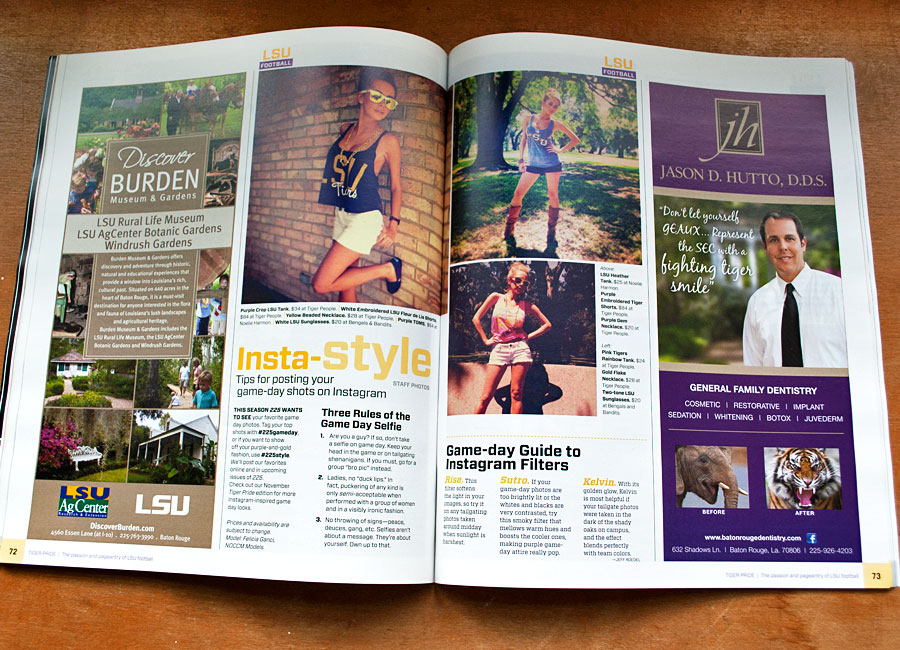 Discover
BURDEN
Museum & Gardens
LSU Rural Life Museum
LSU AgCenter Botanic Gardens
Windrush Gardens
Burden Museum & Gardens offers
discovery and adventure through historic,
natural and educational experiences that
provide a window into Louisiana's rich,
cultural past. Situated on 440 acres in the
heart of Baton Rouge, it is a must-visit
destination for anyone interested in the flora
and fauna of Louisiana's lush landscapes
and agricultural heritage.
Burden Museum & Gardens includes the
LSU Rural Life Museum, the LSU AgCenter
Botanic Gardens and Windrush Gardens.
LSU
AgCenter
Research & Extension
LSU
DiscoverBurden.com
4560 Essen Lane (at I-10) . 225-763-3990 . Baton Rouge
72
TIGER PRIDE | The passion and pageantry of LSU football
LSU
FOOTBALL
LSU
Tigers
Purple Crop LSU Tank, $34 at Tiger People. | White Embroidered LSU Fleur de Lis Shorts,
$84 at Tiger People. | Yellow Beaded Necklace, $28 at Tiger People. | Purple TOMS, $54 at
Noelle Harmon. | White LSU Sunglasses, $20 at Bengals & Bandits.
Insta-style
STAFF PHOTOS
Tips for posting your
game-day shots on Instagram
THIS SEASON 225 WANTS
TO SEE your favorite game
day photos. Tag your top
shots with #225gameday,
or if you want to show
off your purple-and-gold
fashion, use #225style.
We'll post our favorites
online and in upcoming
issues of 225.
Check out our November
Tiger Pride edition for more
Instagram-inspired game
day looks.
Prices and availability are
subject to change.
Model: Felicia Ganci,
NOCCM Models.
Three Rules of the
Game Day Selfie
1. Are you a guy? If so, don't take
a selfie on game day. Keep your
head in the game or on tailgating
shenanigans. If you must, go for a
group "bro pic" instead.
2. Ladies, no "duck lips." In
fact, puckering of any kind is
only semi-acceptable when
performed with a group of women
and in a visibly ironic fashion.
3. No throwing of signs—peace,
deuces, gang, etc. Selfies aren't
about a message. They're about
yourself. Own up to that.
LSU
FOOTBALL
LSU
Above:
LSU Heather
Tank, $25 at Noelle
Harmon.
Purple
Embroidered Tiger
Shorts, $84 at
Tiger People.
Purple Gem
Necklace, $20 at
Tiger People.
Left:
Pink Tigers
Rainbow Tank, $24
at Tiger People.
Gold Flake
Necklace, $28 at
Tiger People.
Two-tone LSU
Sunglasses, $20
at Bengals and
Bandits.
Game-day Guide to
Instagram Filters
Rise. This
filter softens
the light in your
images, so try it
in any tailgating
photos taken
around midday
when sunlight is
harshest.
Sutro. If your
game-day photos are
too brightly lit or the
whites and blacks are
very contrasted, try
this smoky filter that
mellows warm hues and
boosts the cooler ones,
making purple game-
day attire really pop.
Kelvin. With its
golden glow, Kelvin
is most helpful if
your tailgate photos
were taken in the
dark of the shady
oaks on campus,
and the effect
blends perfectly
with team colors.
—JEFF ROEDEL
jh
JASON D. HUTTO, D.D.S.
"Don't let yourself
GEAUX... Represent
the SEC with a
fighting tiger
smile"
GENERAL FAMILY DENTISTRY
COSMETIC | RESTORATIVE | IMPLANT
SEDATION | WHITENING | BOTOX | JUVEDERM
BEFORE
AFTER
www.batonrougedentistry.com f
632 Shadows Ln. | Baton Rouge, La. 70806 | 225-926-4203
TIGER PRIDE | The passion and pageantry of LSU football
73